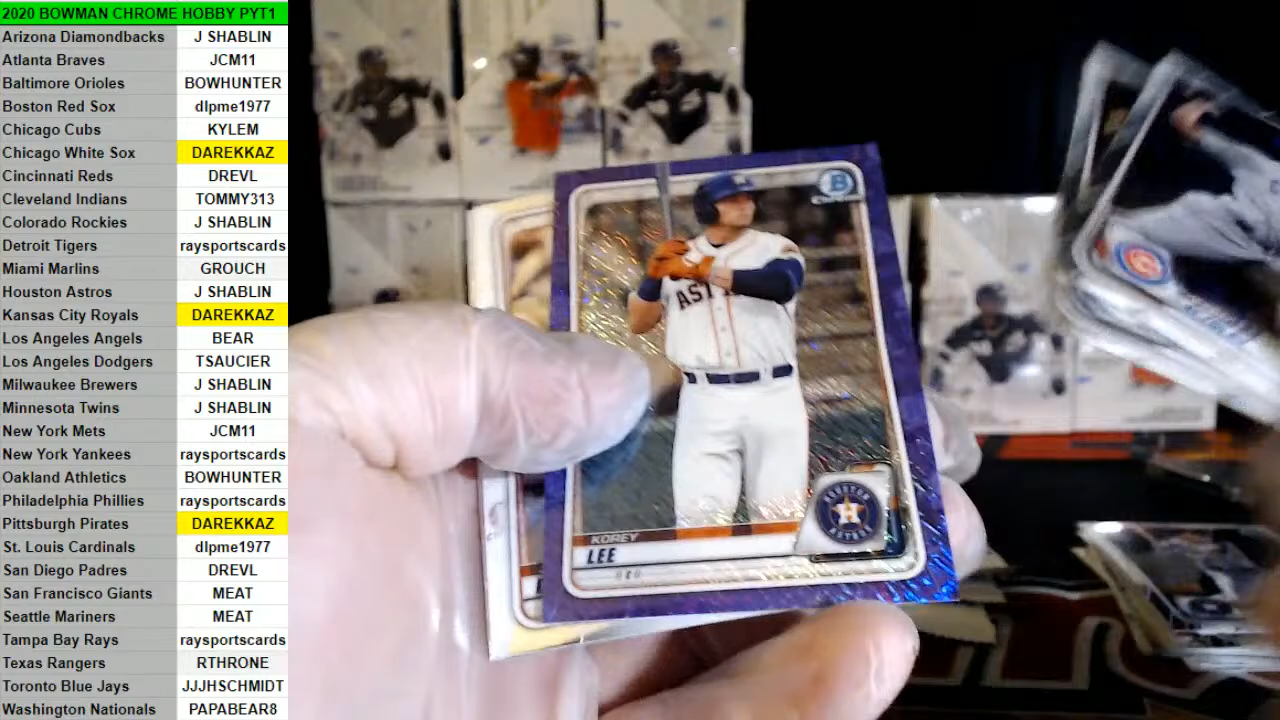 2020 BOWMAN CHROME HOBBY PYT1
Arizona Diamondbacks J SHABLIN
Atlanta Braves JCM11
Baltimore Orioles BOWHUNTER
Boston Red Sox dlpme1977
Chicago Cubs KYLEM
Chicago White Sox DAREKKAZ
Cincinnati Reds DREVL
Cleveland Indians TOMMY313
Colorado Rockies J SHABLIN
Detroit Tigers raysportscards
Miami Marlins GROUCH
Houston Astros J SHABLIN
Kansas City Royals DAREKKAZ
Los Angeles Angels BEAR
Los Angeles Dodgers TSAUCIER
Milwaukee Brewers J SHABLIN
Minnesota Twins J SHABLIN
New York Mets JCM11
New York Yankees raysportscards
Oakland Athletics BOWHUNTER
Philadelphia Phillies raysportscards
Pittsburgh Pirates DAREKKAZ
St. Louis Cardinals dlpme1977
San Diego Padres DREVL
San Francisco Giants MEAT
Seattle Mariners MEAT
Tampa Bay Rays raysportscards
Texas Rangers RTHRONE
Toronto Blue Jays JJJHSCHMIDT
Washington Nationals PAPABEAR8
B
AST
HOUSTON
H
ASTROS
KOREY
LEE